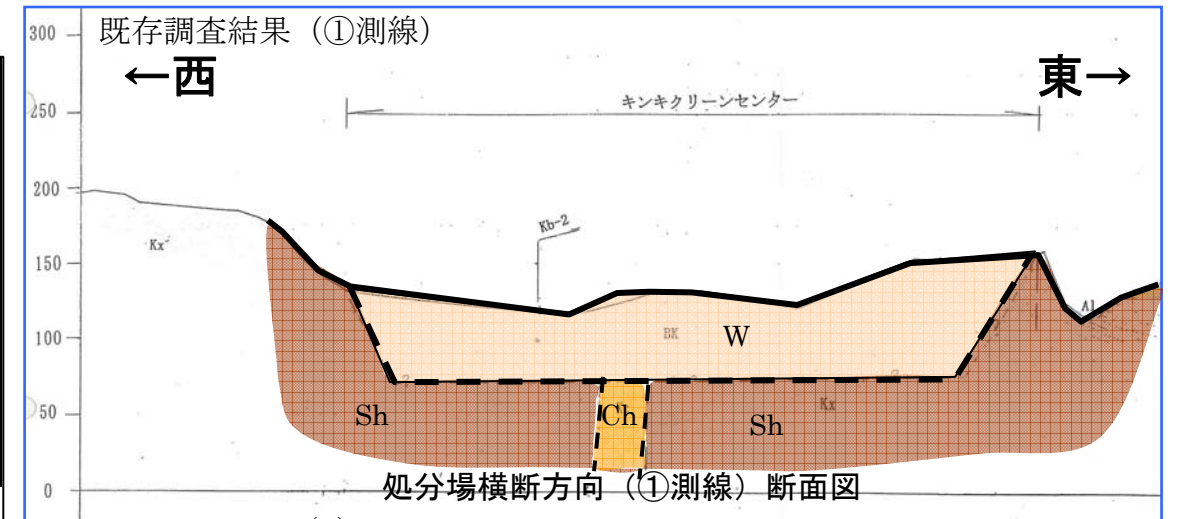 既存調査結果（①測線）
300
←西
東→
250
キンキクリーンセンター
200
Kb-2
Kx
150
A1
100
BK
W
50
Sh
Ch
Kx
Sh
処分場横断方向（①測線）断面図
0